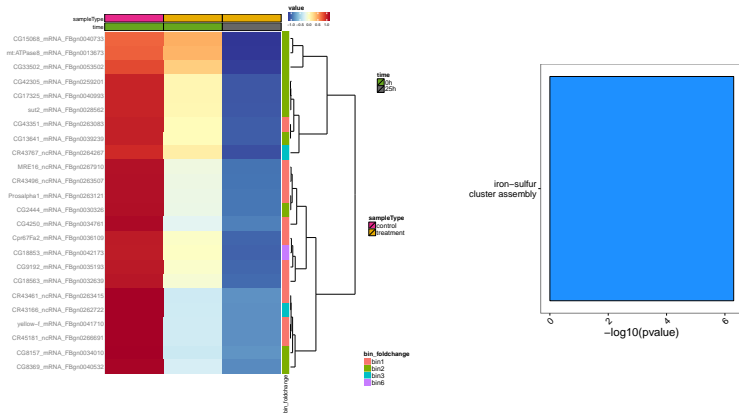 value
-1.0 -0.5 0.0 0.5 1.0
sampleType
time
CG15068_mRNA_FBgn0040733
mt:ATPase8_mRNA_FBgn0013673
CG33502_mRNA_FBgn0053502
CG42305_mRNA_FBgn0259201
CG17325_mRNA_FBgn0040993
sut2_mRNA_FBgn0028562
CG43351_mRNA_FBgn0263083
CG13641_mRNA_FBgn0039239
CR43767_ncRNA_FBgn0264267
MRE16_ncRNA_FBgn0267910
CR43496_ncRNA_FBgn0263507
Prosalpha1_mRNA_FBgn0263121
CG2444_mRNA_FBgn0030326
CG4250_mRNA_FBgn0034761
Cpr67Fa2_mRNA_FBgn0036109
CG18853_mRNA_FBgn0042173
CG9192_mRNA_FBgn0035193
CG18563_mRNA_FBgn0032639
CR43461_ncRNA_FBgn0263415
CR43166_ncRNA_FBgn0262722
yellow-f_mRNA_FBgn0041710
CR45181_ncRNA_FBgn0266691
CG8157_mRNA_FBgn0034010
CG8369_mRNA_FBgn0040532
bin_foldchange
time
0h
25h
sampleType
control
treatment
bin_foldchange
bin1
bin2
bin3
bin6
iron-sulfur
cluster assembly
0 2 4 6
-log10(pvalue)